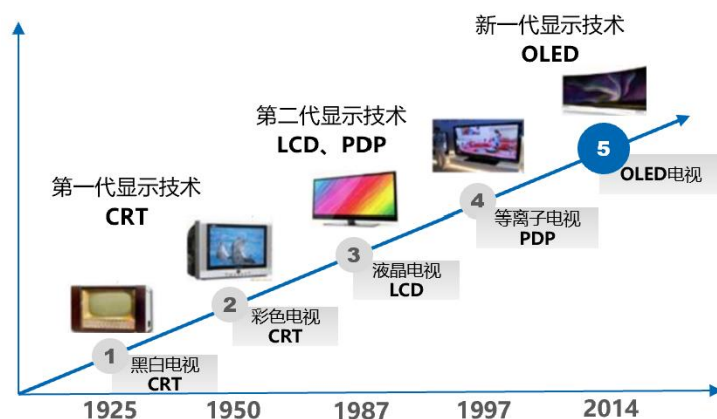 新一代显示技术
OLED
第二代显示技术
LCD、PDP
第一代显示技术
CRT
5
OLED电视
4
等离子电视
PDP
3
液晶电视
LCD
2
彩色电视
CRT
1
黑白电视
CRT
1925
1950
1987
1997
2014